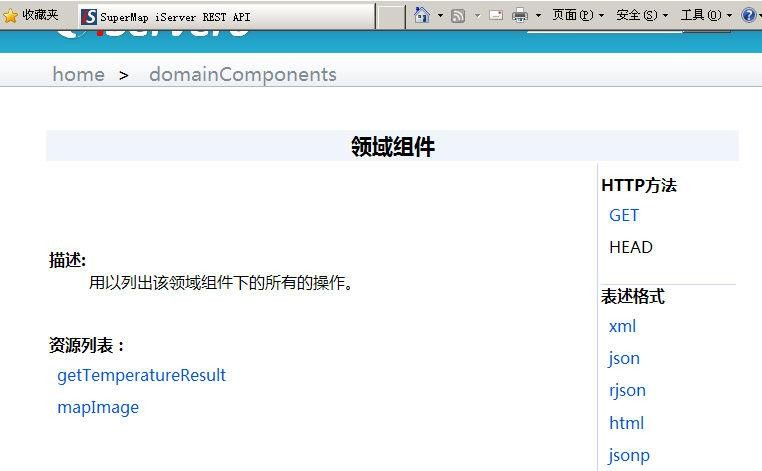 收藏夹
SuperMap iServer REST API
页面(P)
安全(S)
工具(O)
home > domainComponents
领域组件
描述:
用以列出该领域组件下的所有的操作。
资源列表：
getTemperatureResult
mapImage
HTTP方法
GET
HEAD
表述格式
xml
json
rjson
html
jsonp